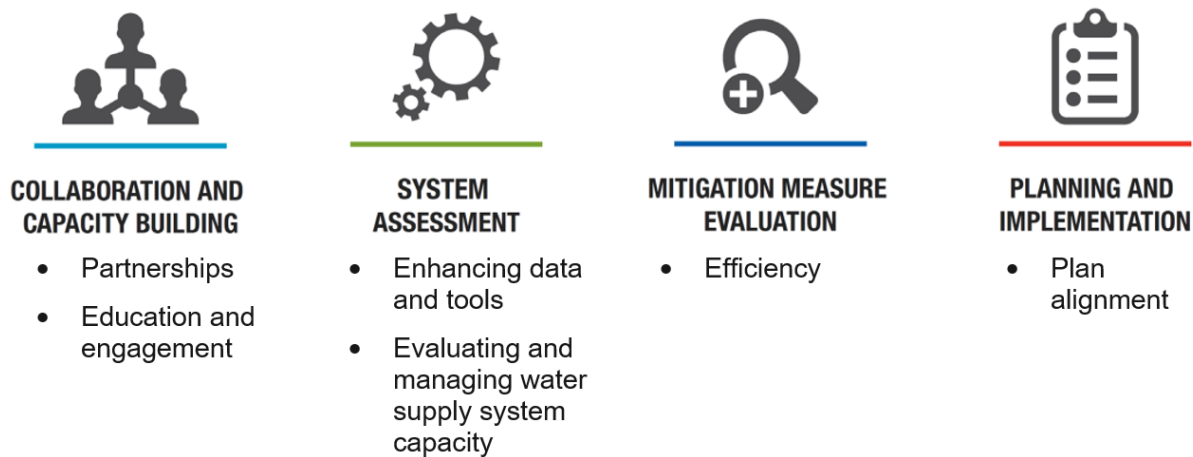 COLLABORATION AND
CAPACITY BUILDING
• Partnerships
• Education and
engagement
SYSTEM
ASSESSMENT
• Enhancing data
and tools
• Evaluating and
managing water
supply system
capacity
MITIGATION MEASURE
EVALUATION
• Efficiency
PLANNING AND
IMPLEMENTATION
• Plan
alignment